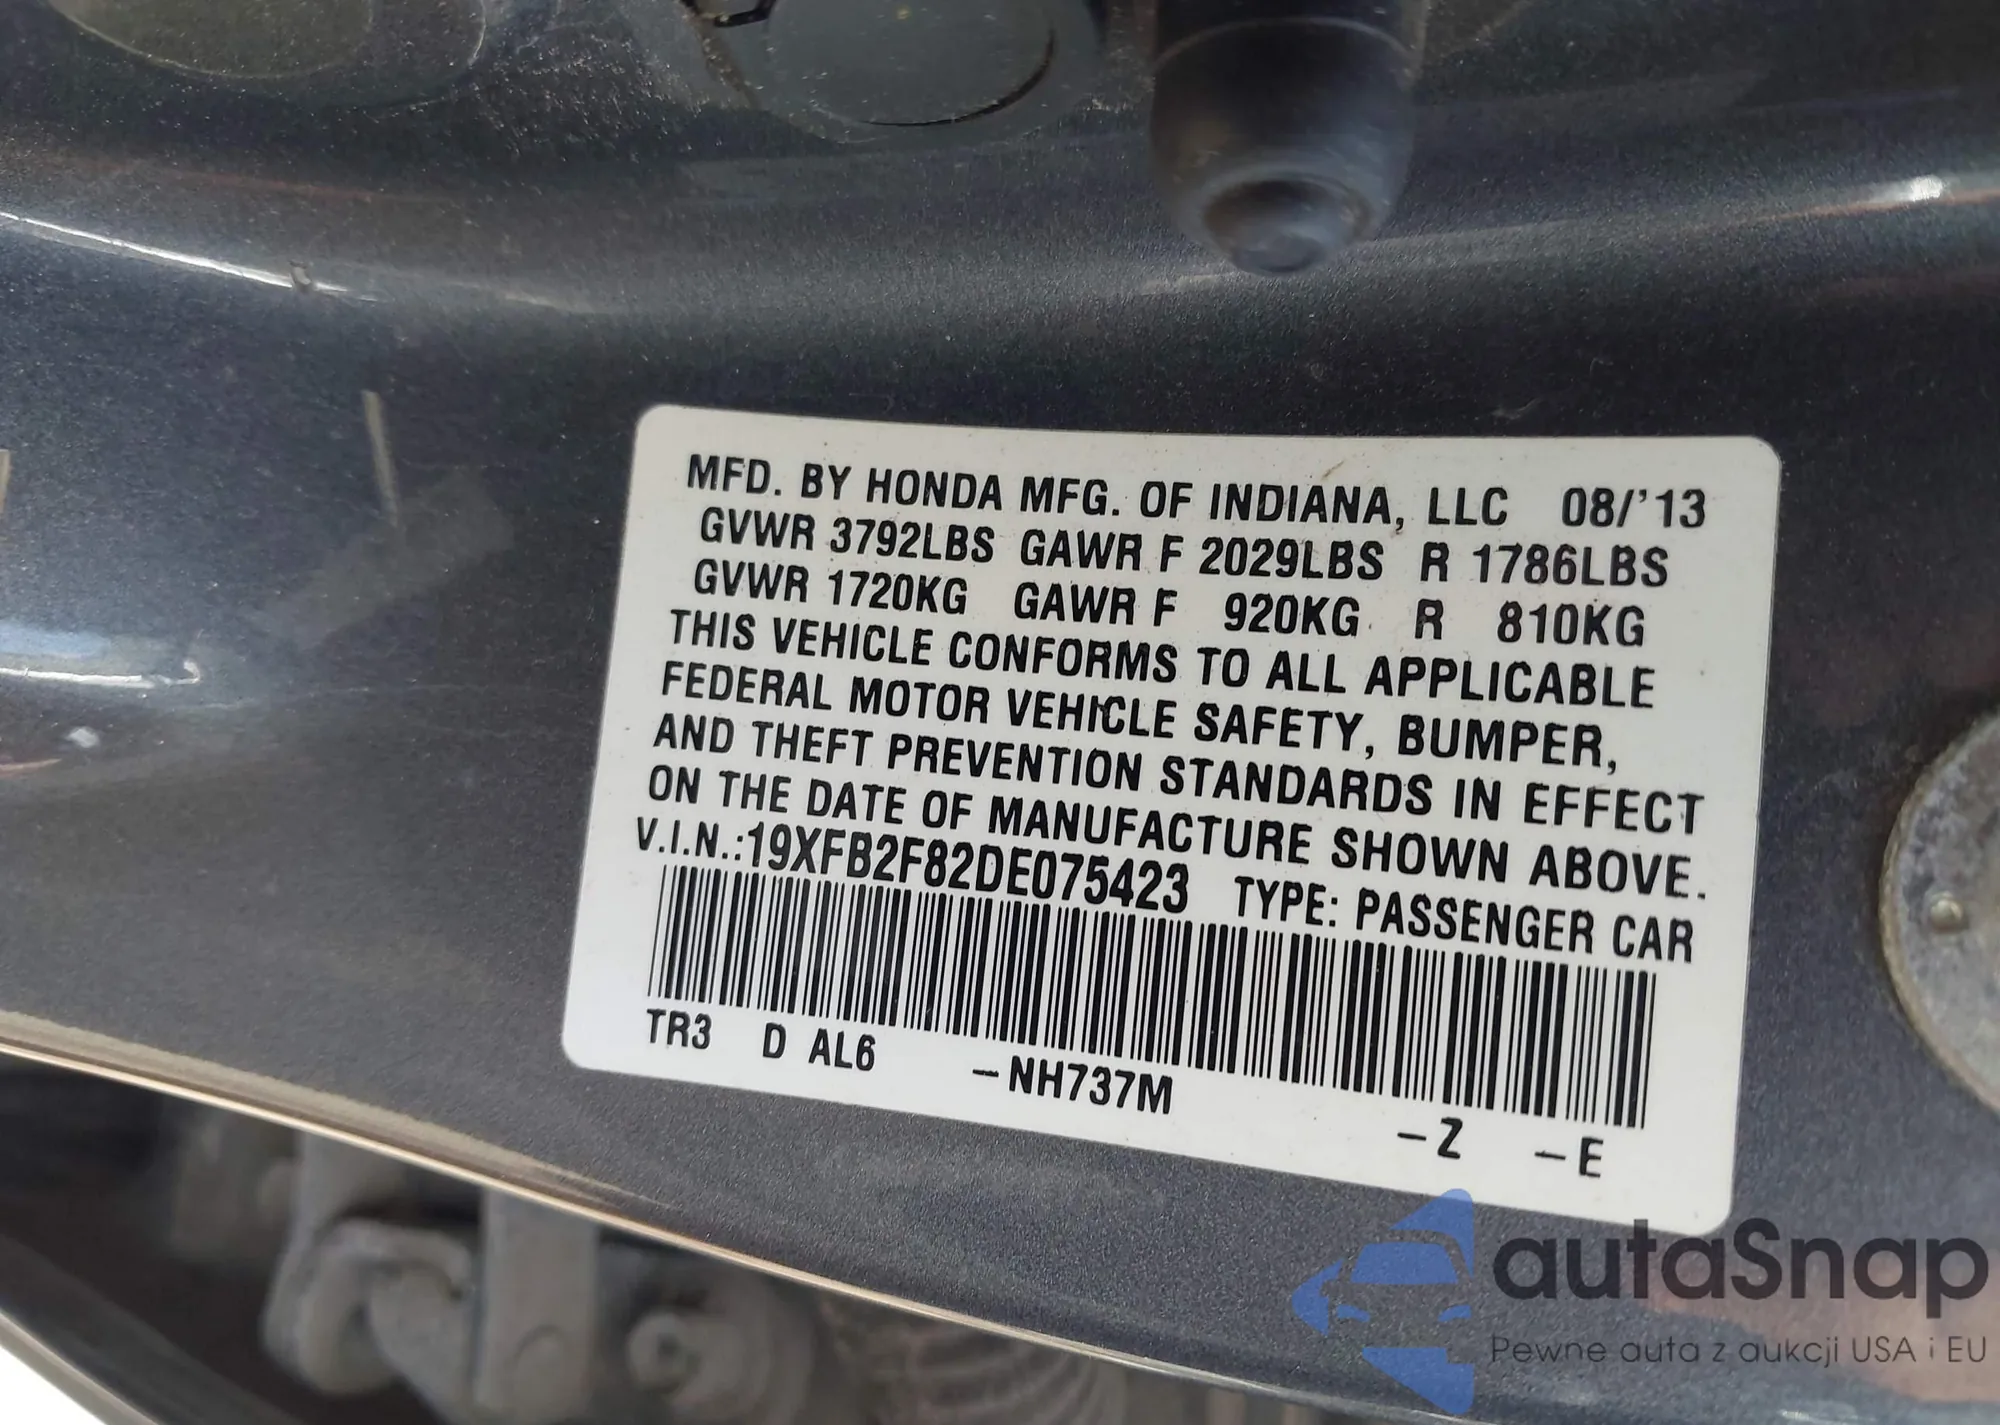 MFD. BY HONDA MFG. OF INDIANA, LLC 08/'13
GVWR 3792LBS GAWR F 2029LBS R 1786LBS
GVWR 1720KG GAWR F 920KG R 810KG
THIS VEHICLE CONFORMS TO ALL APPLICABLE
FEDERAL MOTOR VEHICLE SAFETY, BUMPER,
AND THEFT PREVENTION STANDARDS IN EFFECT
ON THE DATE OF MANUFACTURE SHOWN ABOVE.
V.I.N.:19XFB2F82DE075423 TYPE: PASSENGER CAR
TR3 D AL6 -NH737M -Z -E
autaSnap
Pewne auta z aukcji USA i EU